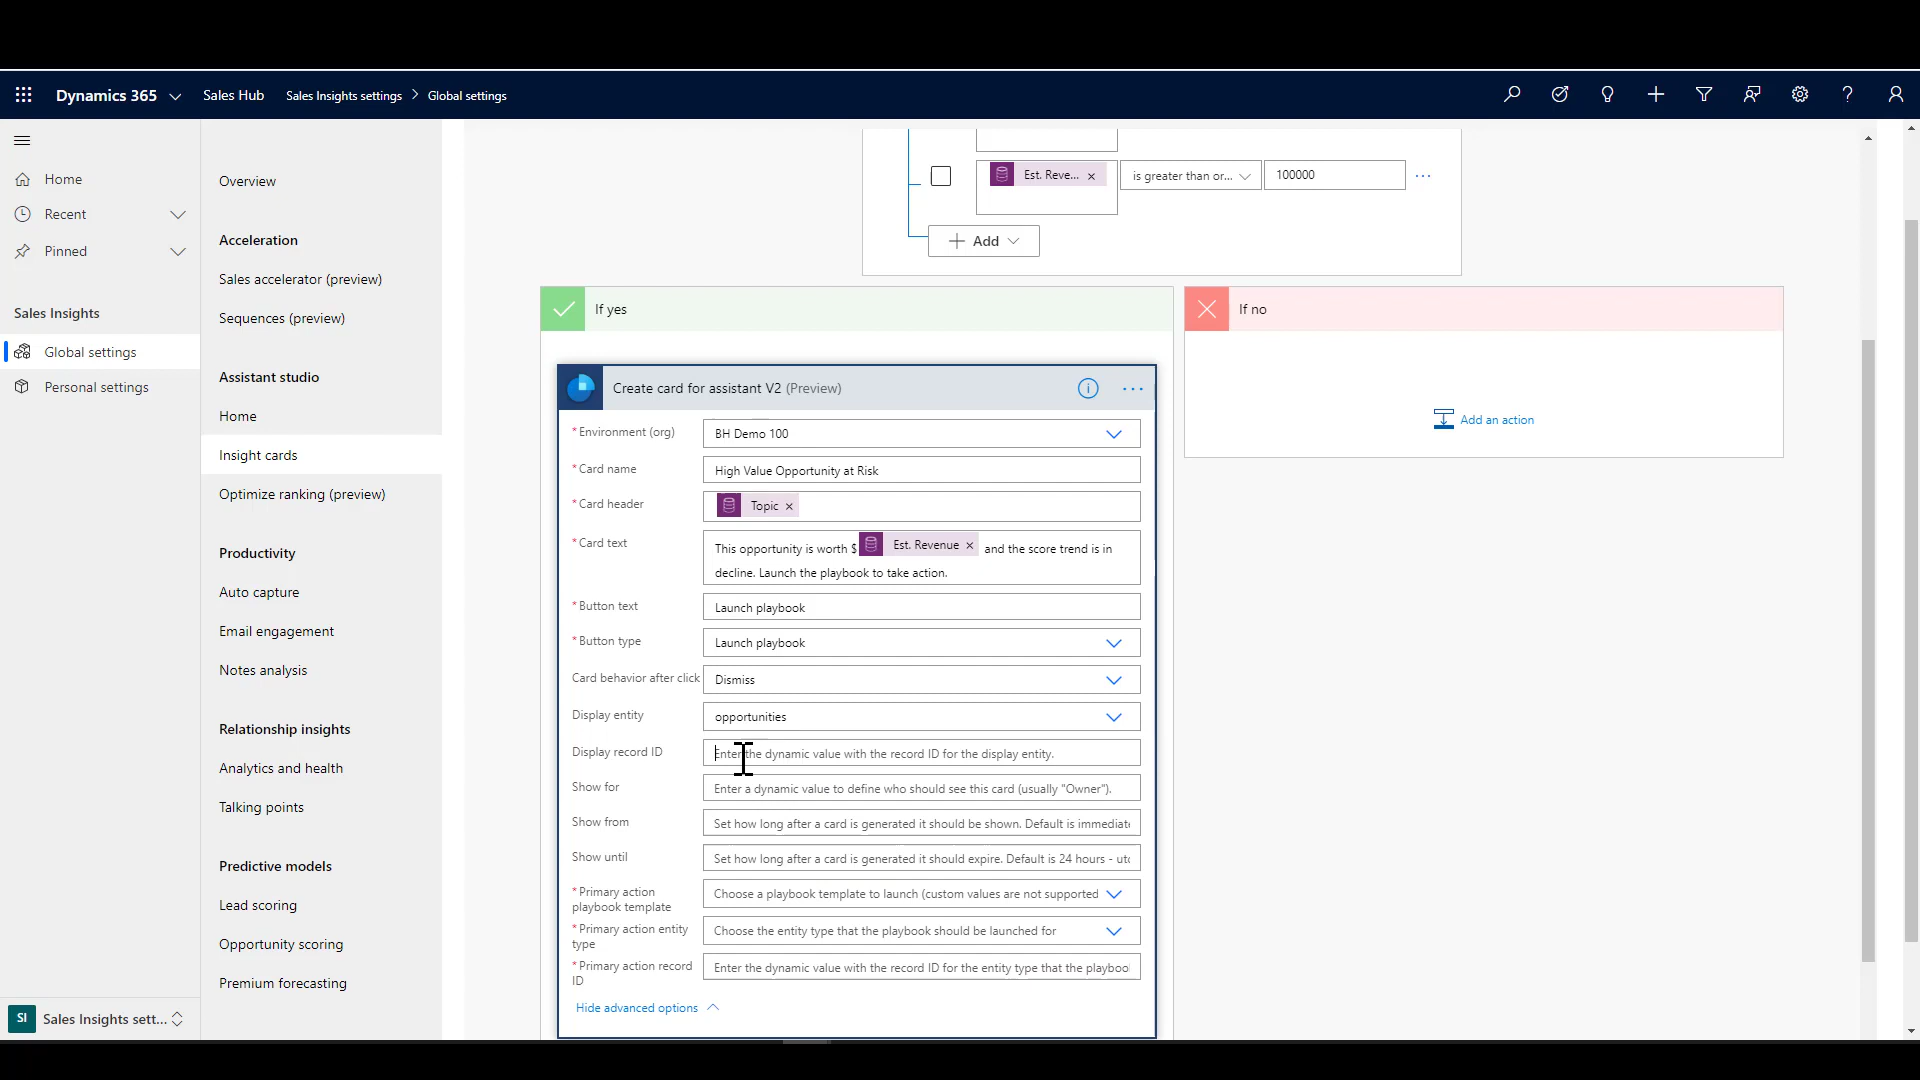 Dynamics 365
Sales Hub
Sales Insights settings > Global settings
Home
Recent
Pinned
Sales Insights
Global settings
Personal settings
SI
Sales Insights sett...
Overview
Acceleration
Sales accelerator (preview)
Sequences (preview)
Assistant studio
Home
Insight cards
Optimize ranking (preview)
Productivity
Auto capture
Email engagement
Notes analysis
Relationship insights
Analytics and health
Talking points
Predictive models
Lead scoring
Opportunity scoring
Premium forecasting
Est. Reve... × is greater than or... 100000 ...
+ Add
If yes
If no
Add an action
Create card for assistant V2 (Preview)
* Environment (org) BH Demo 100
* Card name High Value Opportunity at Risk
* Card header Topic ×
* Card text This opportunity is worth $ Est. Revenue × and the score trend is in
decline. Launch the playbook to take action.
* Button text Launch playbook
* Button type Launch playbook
Card behavior after click Dismiss
Display entity opportunities
Display record ID Enter the dynamic value with the record ID for the display entity.
Show for Enter a dynamic value to define who should see this card (usually "Owner").
Show from Set how long after a card is generated it should be shown. Default is immediate
Show until Set how long after a card is generated it should expire. Default is 24 hours - utc
* Primary action
playbook template Choose a playbook template to launch (custom values are not supported
* Primary action entity
type Choose the entity type that the playbook should be launched for
* Primary action record
ID Enter the dynamic value with the record ID for the entity type that the playboo
Hide advanced options